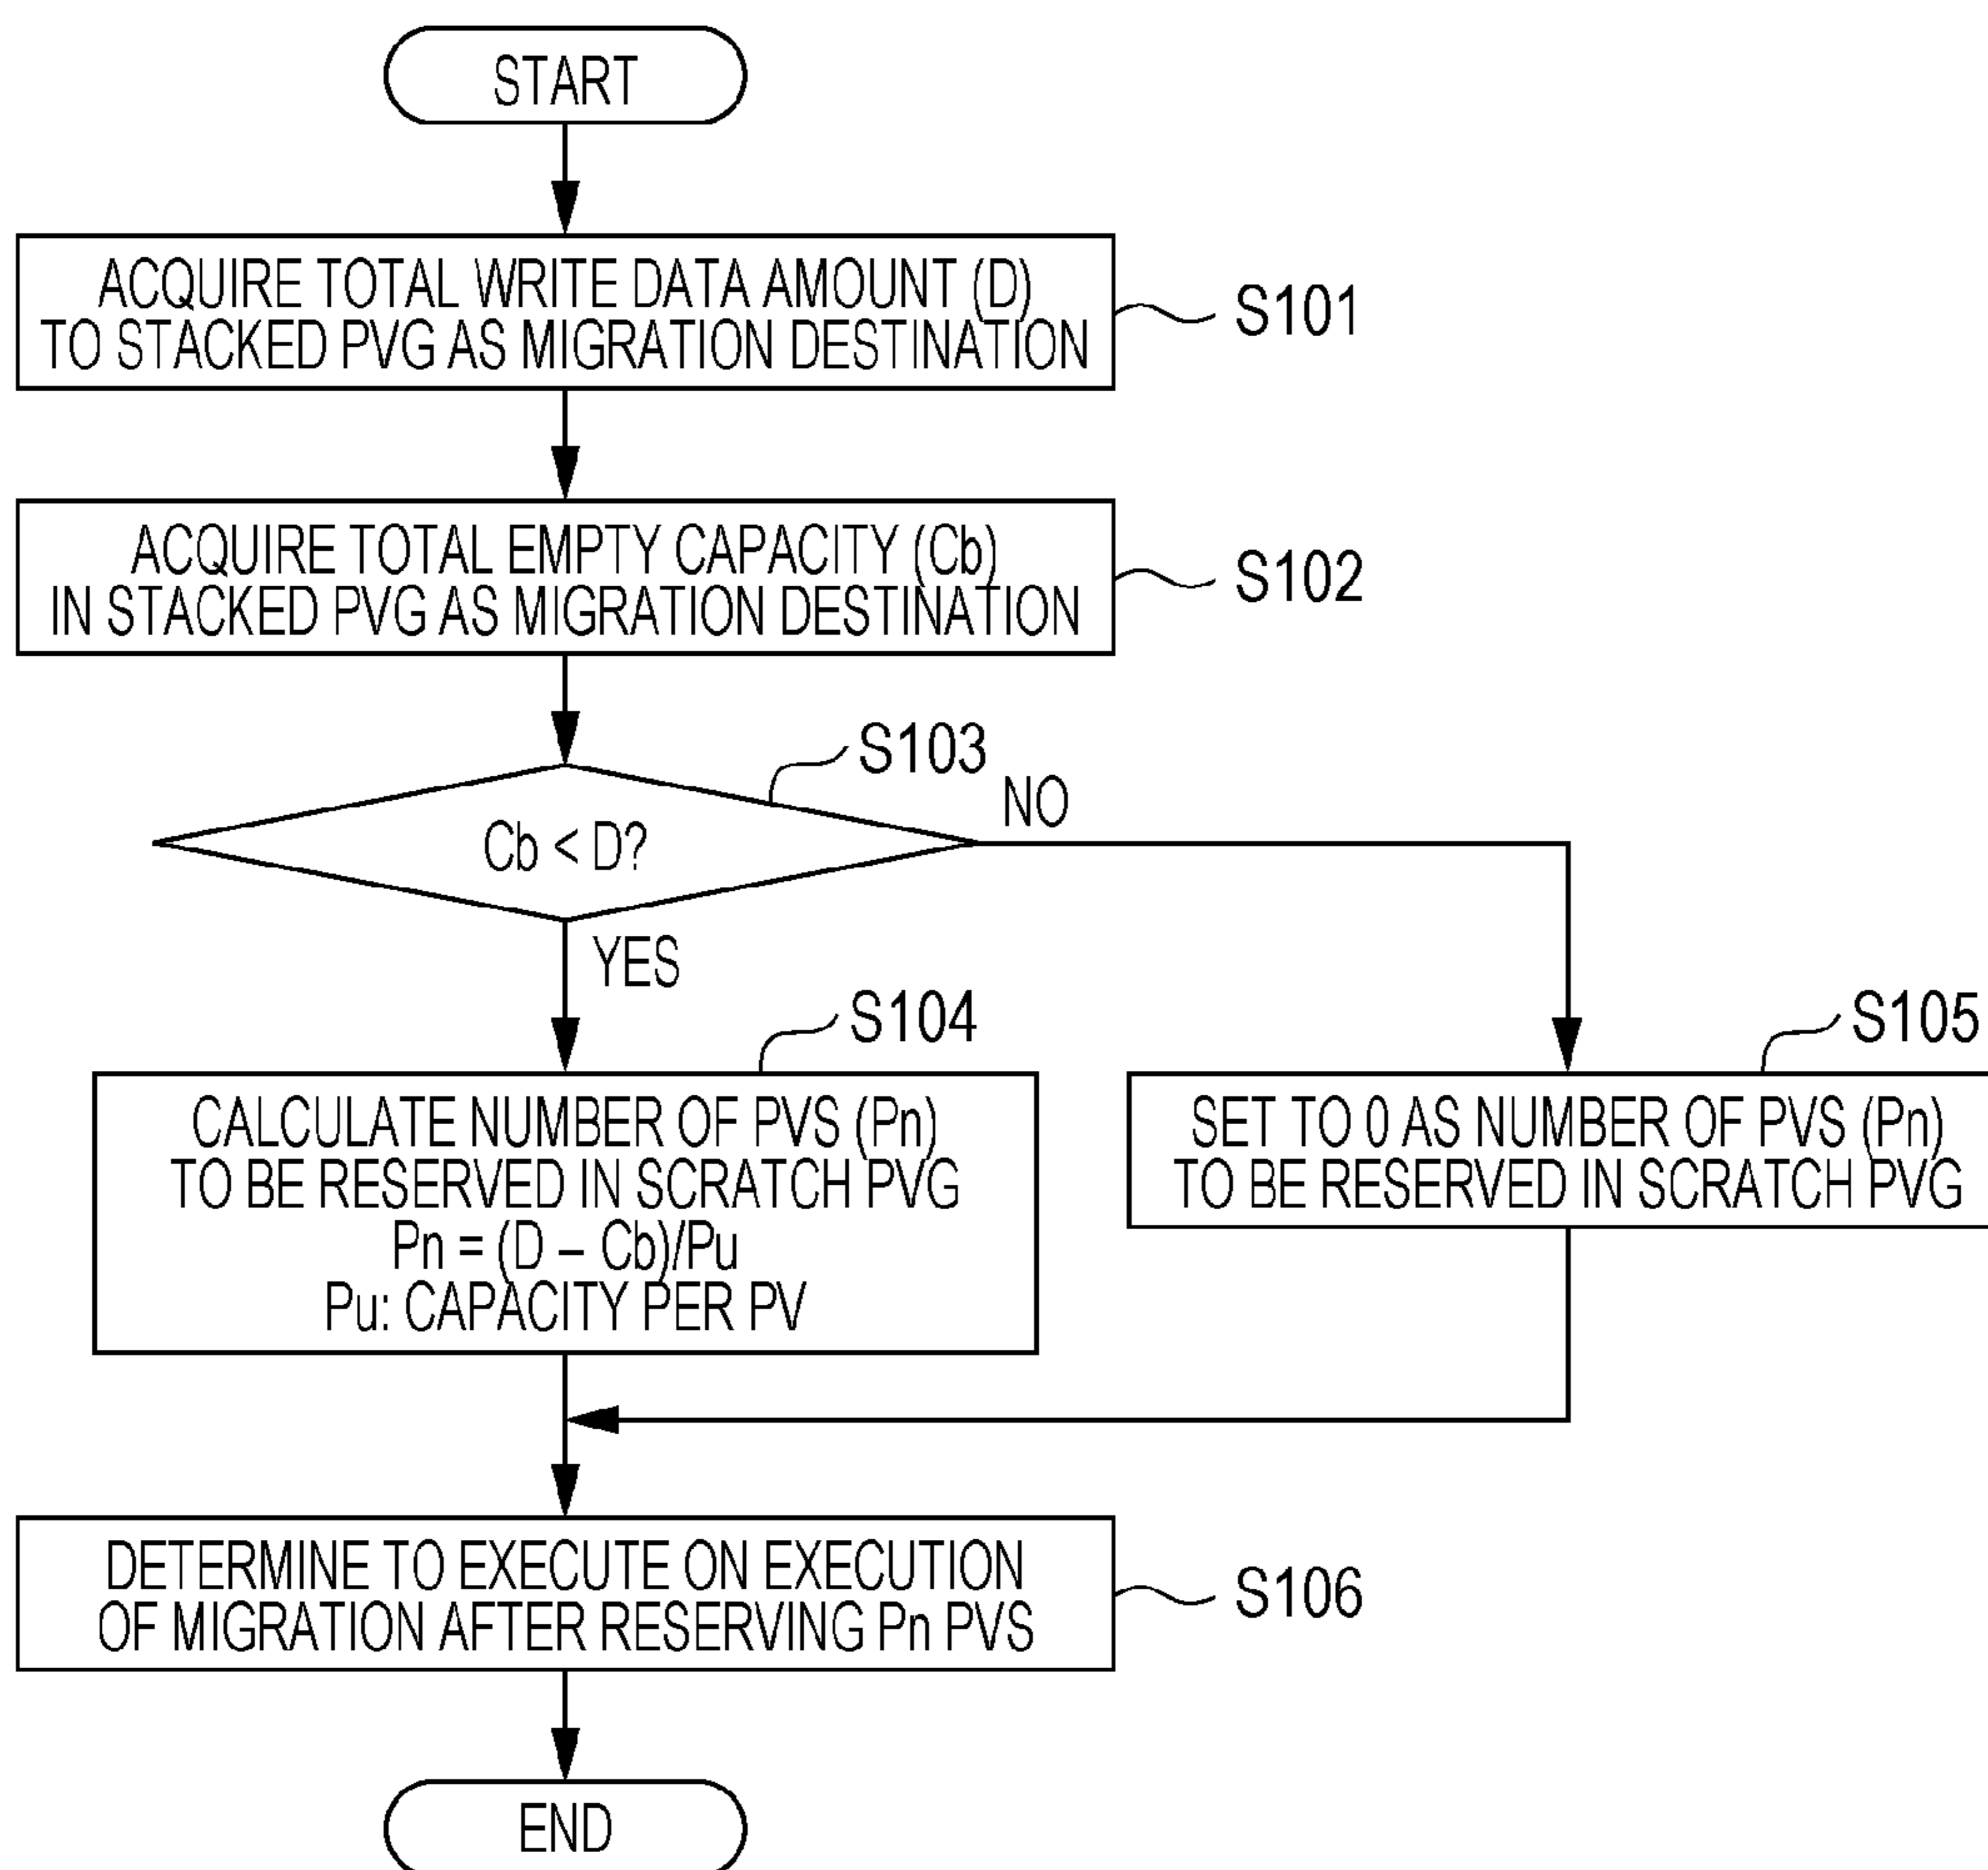 START
ACQUIRE TOTAL WRITE DATA AMOUNT (D)
TO STACKED PVG AS MIGRATION DESTINATION
S101
ACQUIRE TOTAL EMPTY CAPACITY (Cb)
IN STACKED PVG AS MIGRATION DESTINATION
S102
S103
NO
Cb < D?
YES
S104
CALCULATE NUMBER OF PVS (Pn)
TO BE RESERVED IN SCRATCH PVG
Pn = (D – Cb)/Pu
Pu: CAPACITY PER PV
S105
SET TO 0 AS NUMBER OF PVS (Pn)
TO BE RESERVED IN SCRATCH PVG
DETERMINE TO EXECUTE ON EXECUTION
OF MIGRATION AFTER RESERVING Pn PVS
S106
END